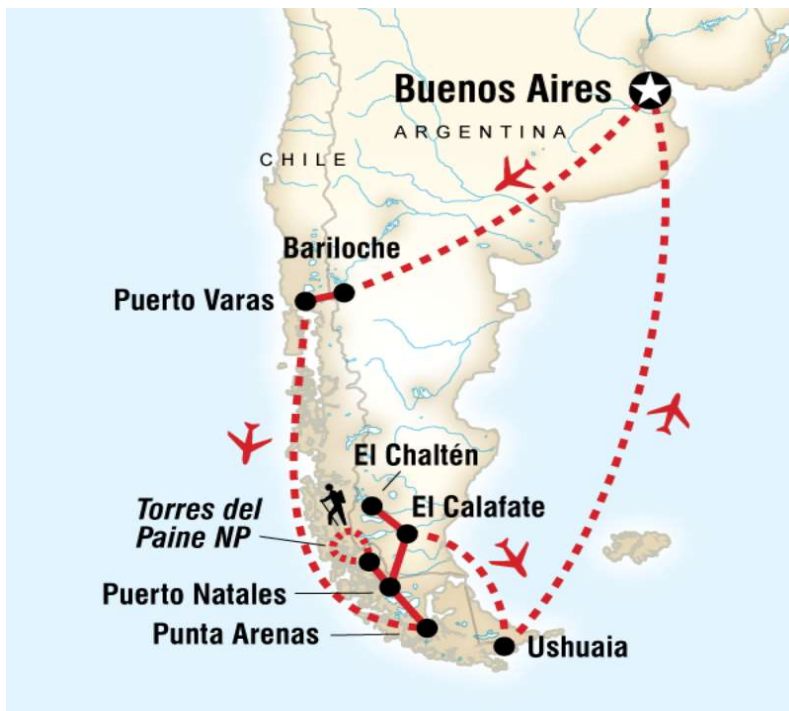 Buenos Aires
ARGENTINA
CHILE
Bariloche
Puerto Varas
El Chaltén
El Calafate
Torres del
Paine NP
Puerto Natales
Punta Arenas
Ushuaia